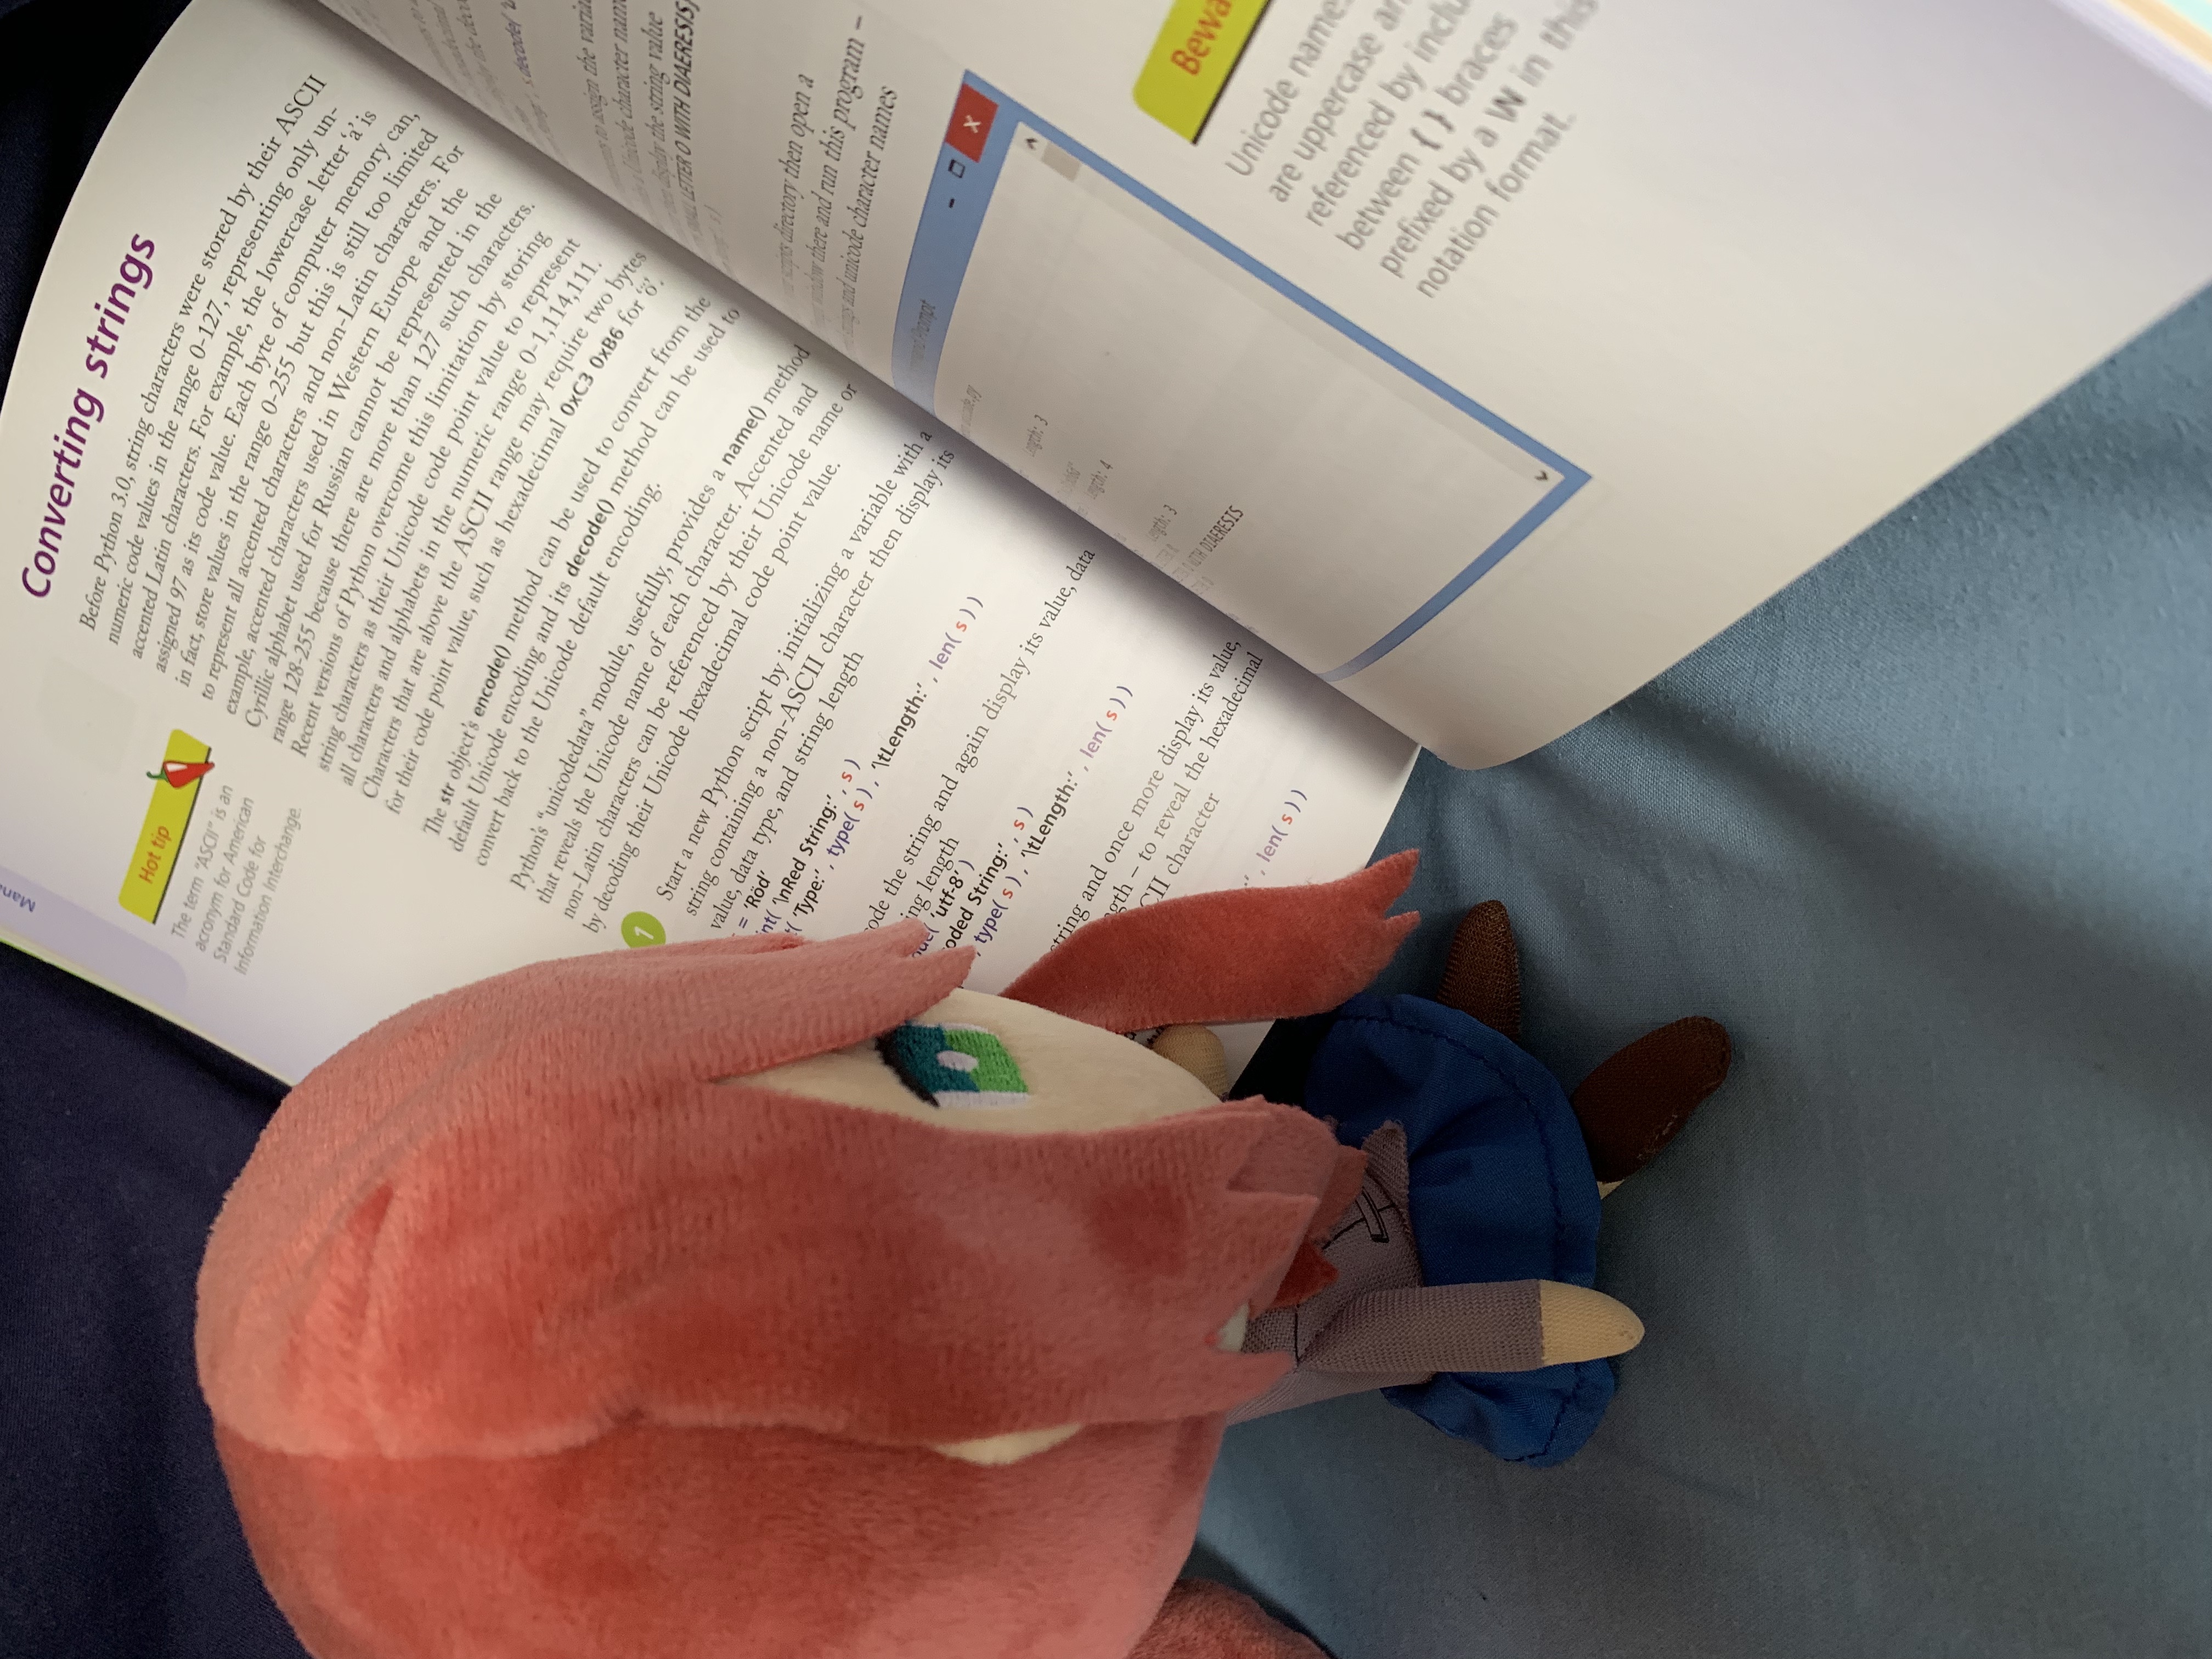 Converting strings
Hot tip
The term "ASCII" is an
acronym for American
Standard Code for
Information Interchange.
Before Python 3.0, string characters were stored by their ASCII
numeric code values in the range 0-127, representing only un-
accented Latin characters. For example, the lowercase letter 'a' is
assigned 97 as its code value. Each byte of computer memory can,
in fact, store values in the range 0-255 but this is still too limited
to represent all accented characters and non-Latin characters. For
example, accented characters used in Western Europe and the
Cyrillic alphabet used for Russian cannot be represented in the
range 128-255 because there are more than 127 such characters.
Recent versions of Python overcome this limitation by storing
string characters as their Unicode code point value to represent
all characters and alphabets in the numeric range 0-1,114,111.
Characters that are above the ASCII range may require two bytes
for their code point value, such as hexadecimal 0xC3 0xB6 for 'ö'.
The str object's encode() method can be used to convert from the
default Unicode encoding and its decode() method can be used to
convert back to the Unicode default encoding.
Python's "unicodedata" module, usefully, provides a name() method
that reveals the Unicode name of each character. Accented and
non-Latin characters can be referenced by their Unicode name or
by decoding their Unicode hexadecimal code point value.
1
Start a new Python script by initializing a variable with a
string containing a non-ASCII character then display its
value, data type, and string length
= 'Röd'
'\nRed String:' , s )
'Type:' , type( s ) , '\tLength:' , len( s ) )
the string and again display its value, data
length
'utf-8' )
String:' , s )
type( s ) , '\tLength:' , len( s ) )
string and once more display its value,
– to reveal the hexadecimal
character
' , len( s ) )
to assign the
Unicode character
then display the string value
LETTER O WITH DIAERESIS}
s )
scripts directory then open a
window there and run this program –
strings and unicode character names
Prompt
X
Length: 3
Length: 4
Length: 3
WITH DIAERESIS
Unicode names
are uppercase
referenced by
between { } braces
prefixed by a \N in this
notation format.